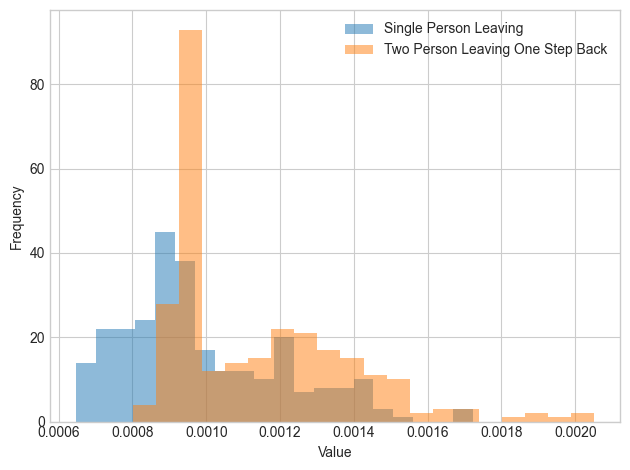 Single Person Leaving
Two Person Leaving One Step Back
80
60
40
20
0
Frequency
0.0006 0.0008 0.0010 0.0012 0.0014 0.0016 0.0018 0.0020
Value